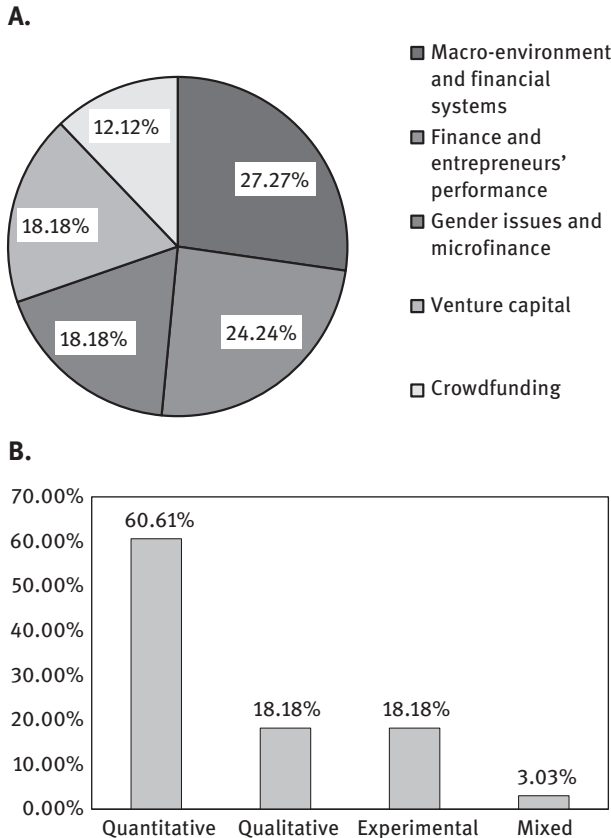 A.
12.12%
27.27%
18.18%
18.18%
24.24%
Macro-environment
and financial
systems
Finance and
entrepreneurs’
performance
Gender issues and
microfinance
Venture capital
Crowdfunding
B.
70.00%
60.00%
50.00%
40.00%
30.00%
20.00%
10.00%
0.00%
60.61%
18.18%
18.18%
3.03%
Quantitative
Qualitative
Experimental
Mixed